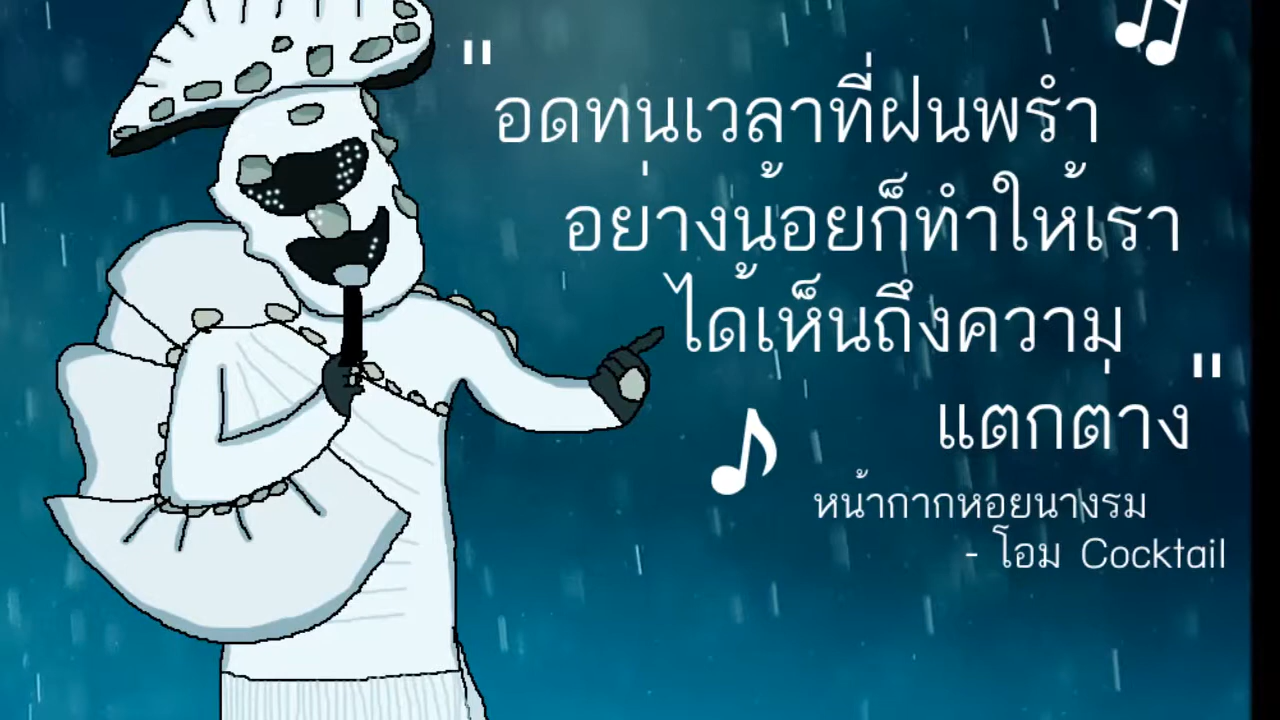 "อดทนเวลาที่ฝนพรำ
อย่างน้อยก็ทำให้เรา
ได้เห็นถึงความ
แตกต่าง"
หน้ากากหอยนางรม
- โอม Cocktail